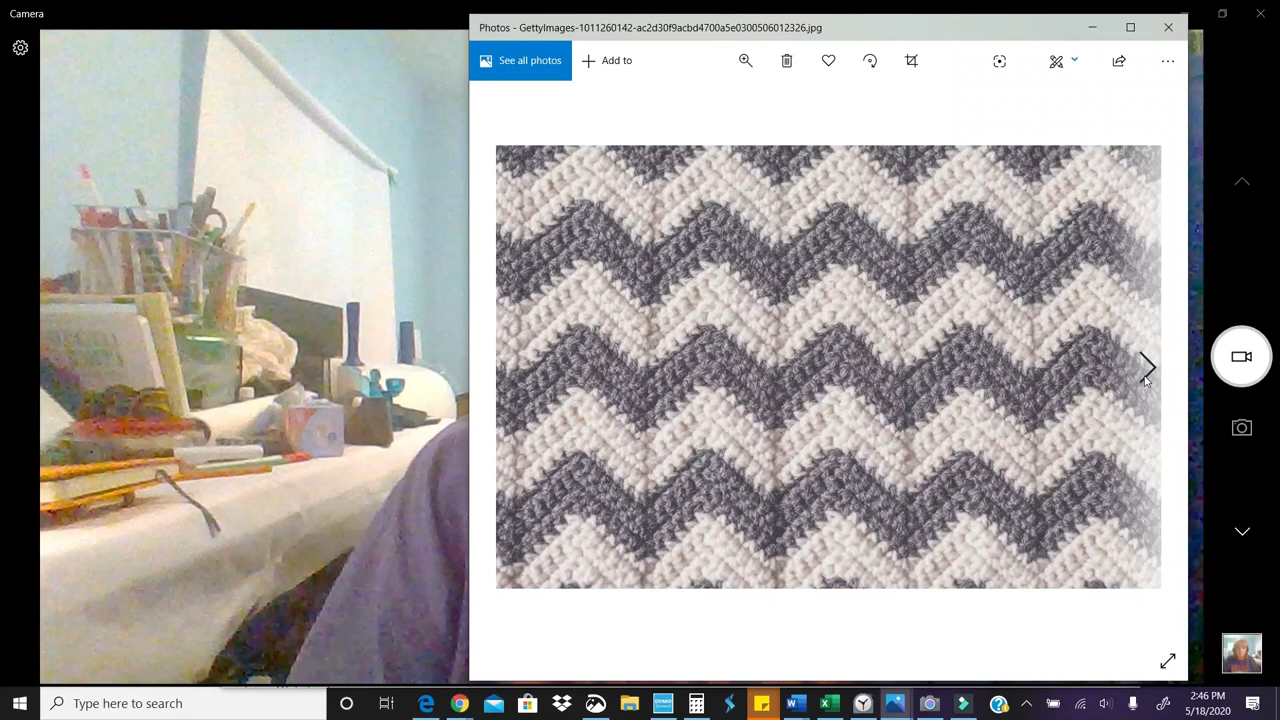 Camera
Photos - GettyImages-1011260142-ac2d30f9acbd4700a5e0300506012326.jpg
See all photos
Add to
Type here to search
DYMO
2:46 PM
5/18/2020